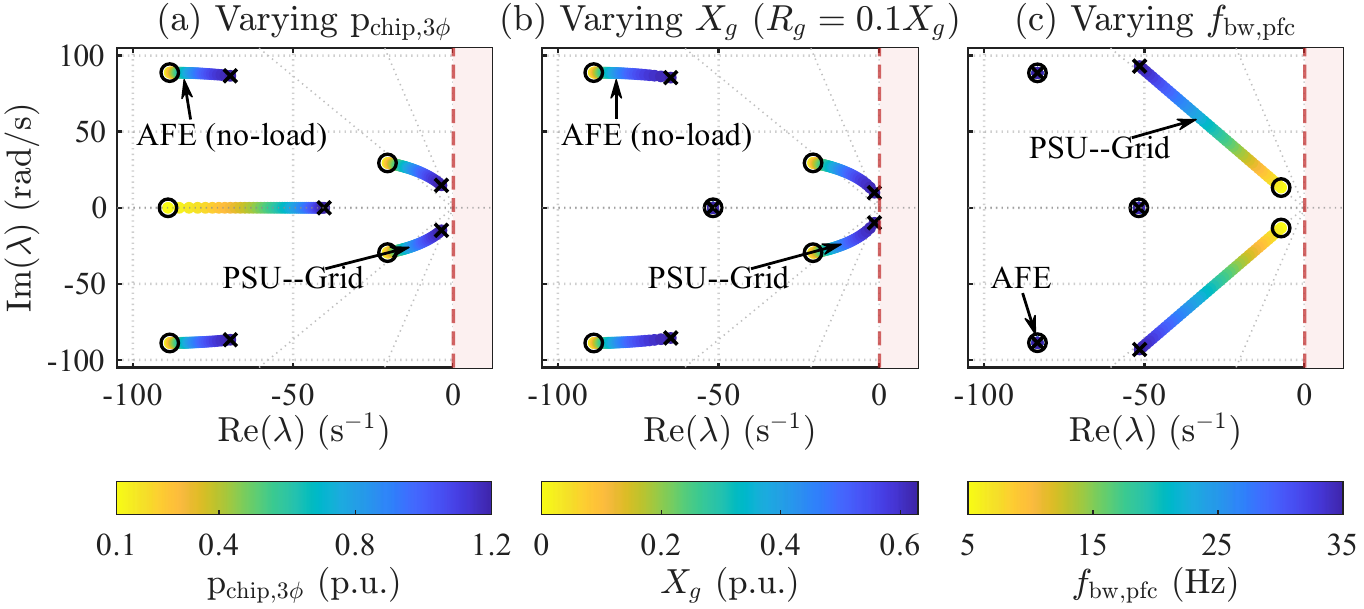 (a) Varying p_chip,3ϕ
(b) Varying X_g (R_g = 0.1X_g)
(c) Varying f_bw,pfc
Im(λ) (rad/s)
100
50
0
-50
-100
AFE (no-load)
PSU--Grid
-100 -50 0
Re(λ) (s⁻¹)
AFE (no-load)
PSU--Grid
-100 -50 0
Re(λ) (s⁻¹)
PSU--Grid
AFE
-100 -50 0
Re(λ) (s⁻¹)
0.1 0.4 0.8 1.2
p_chip,3ϕ (p.u.)
0 0.2 0.4 0.6
X_g (p.u.)
5 15 25 35
f_bw,pfc (Hz)